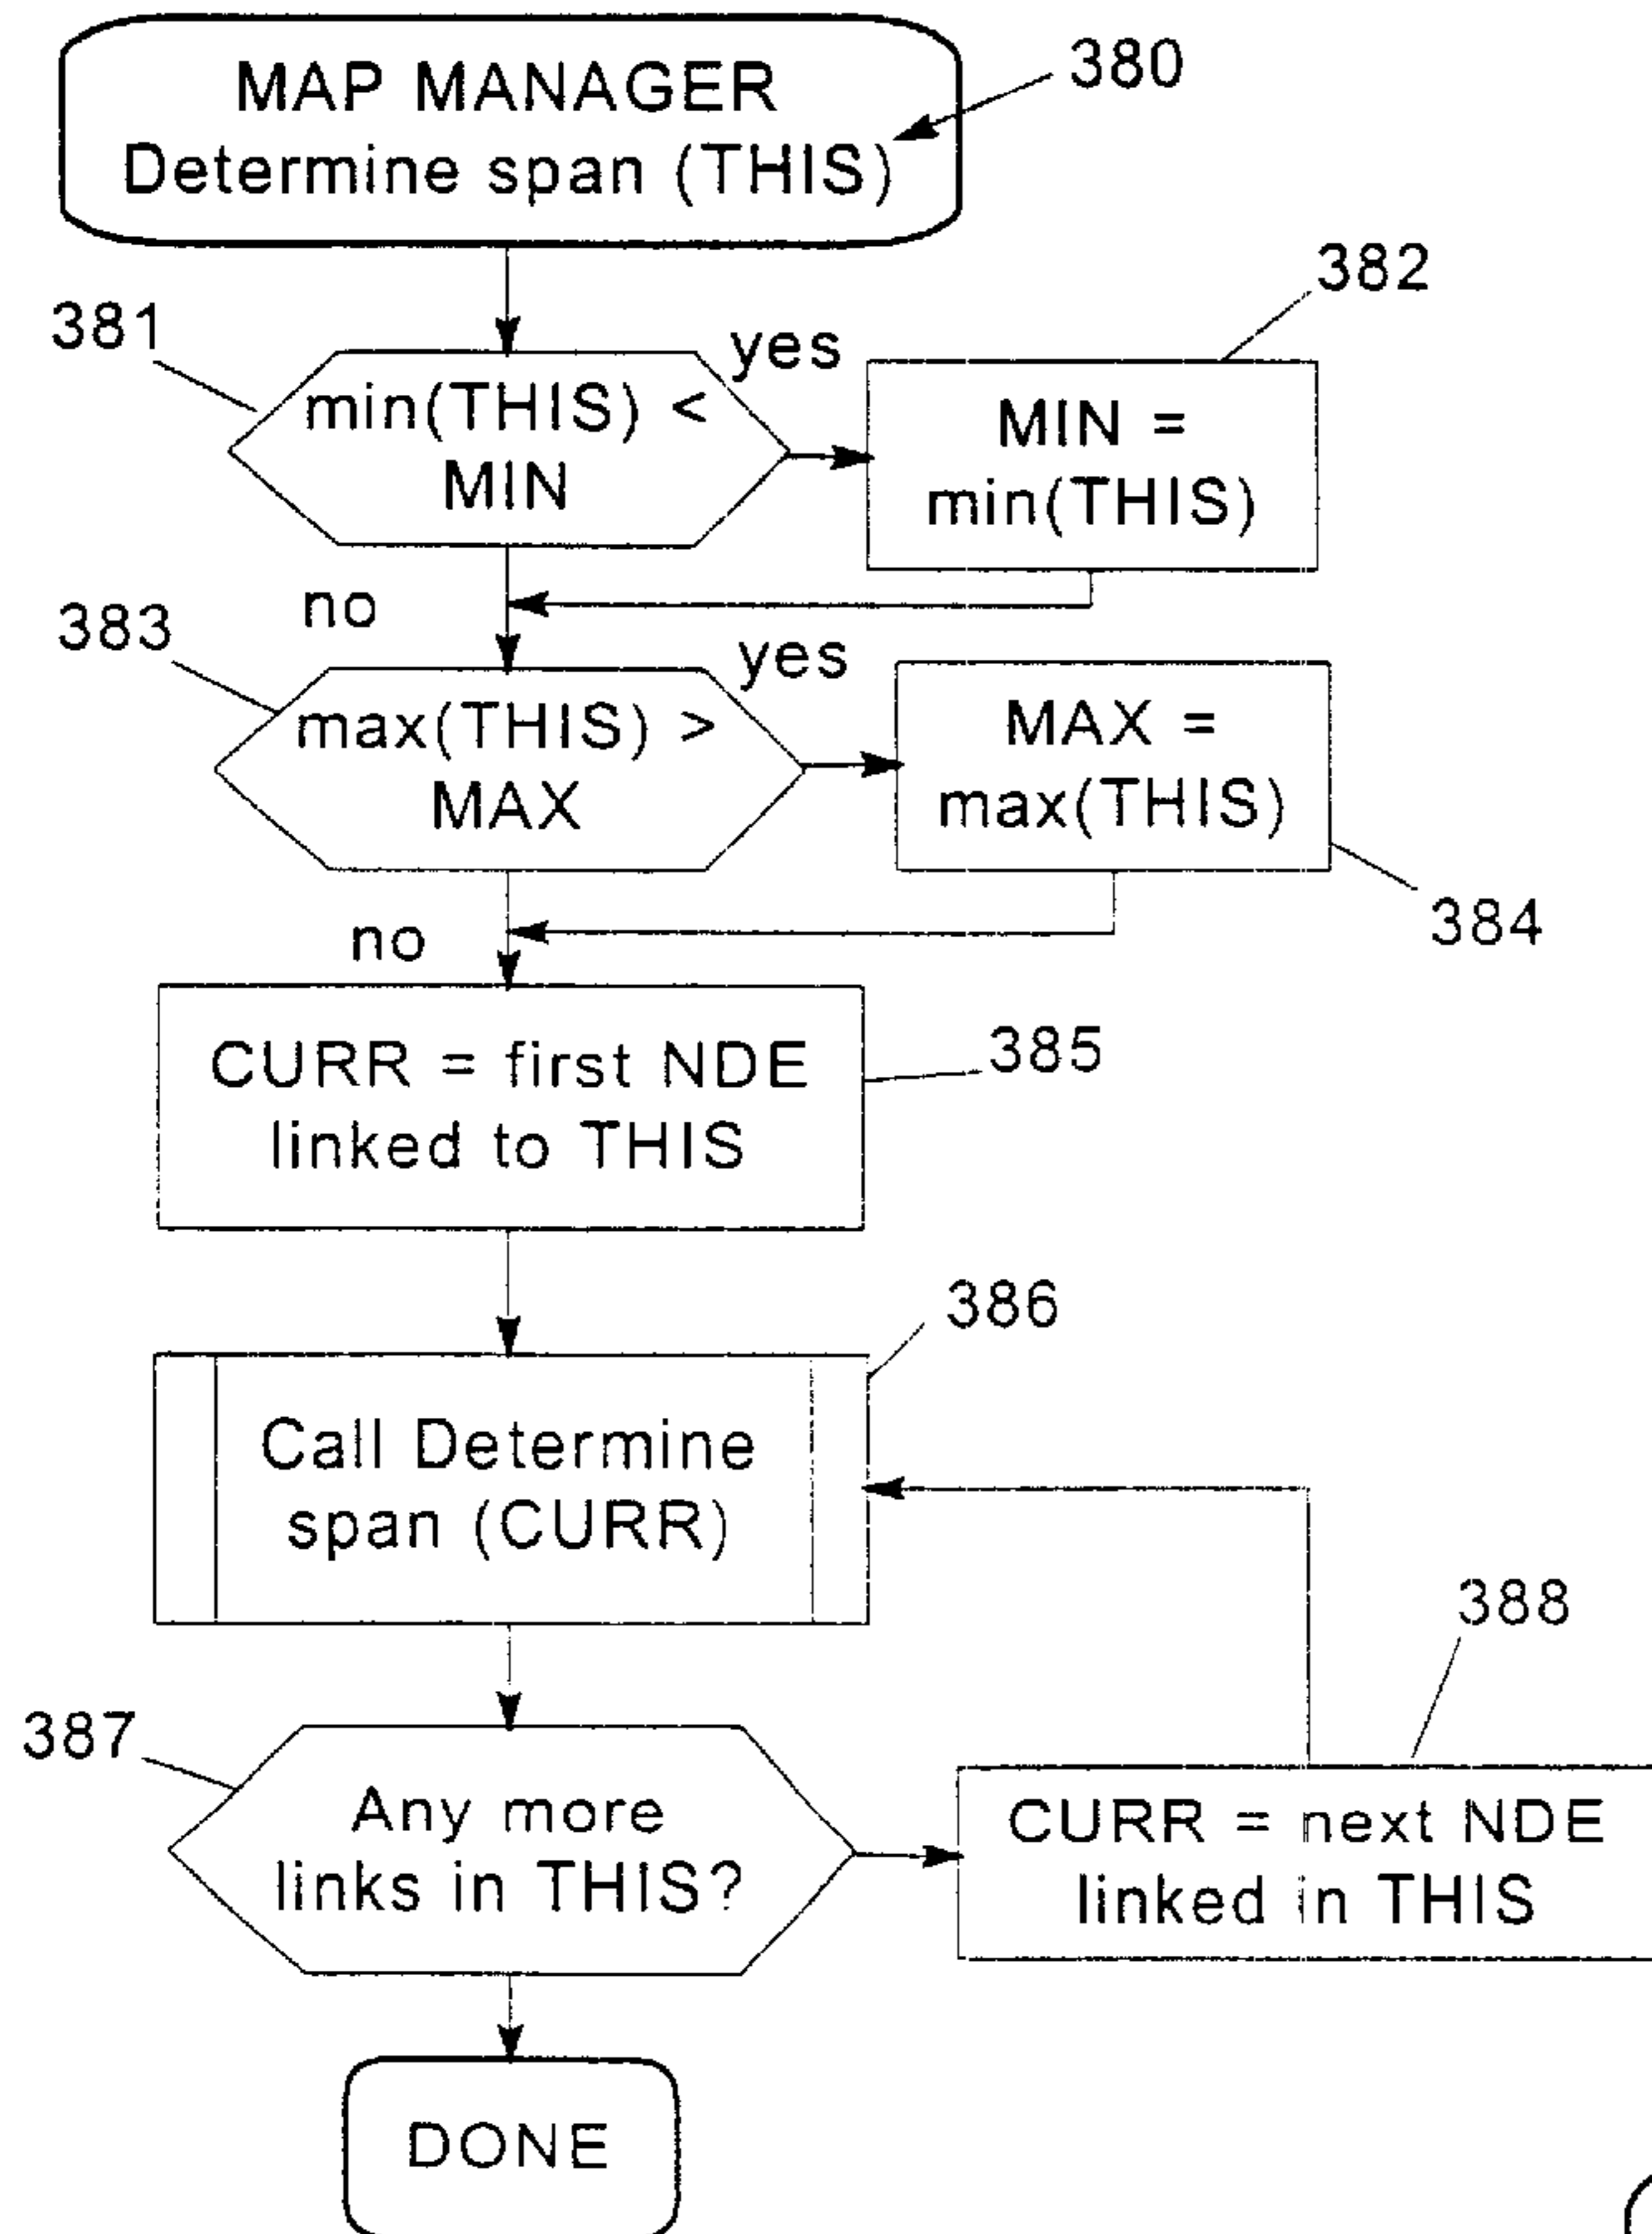 MAP MANAGER
Determine span (THIS)
380
381
min(THIS) <
MIN
yes
382
MIN =
min(THIS)
no
383
max(THIS) >
MAX
yes
MAX =
max(THIS)
384
no
CURR = first NDE
linked to THIS
385
386
Call Determine
span (CURR)
387
Any more
links in THIS?
388
CURR = next NDE
linked in THIS
DONE